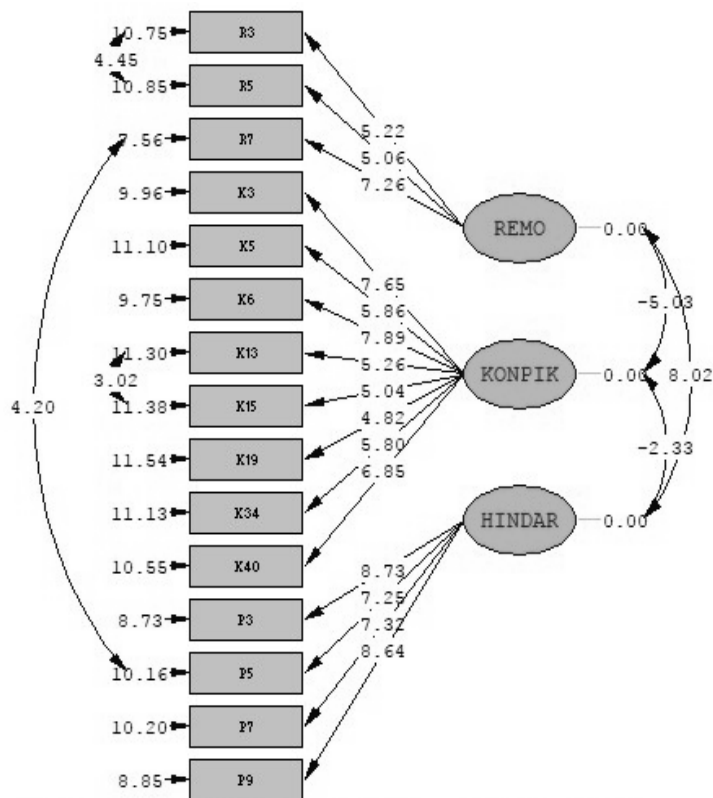 10.75 R3
4.45
10.85 R5
7.56 R7
9.96 K3
11.10 K5
9.75 K6
11.30 K13
3.02
11.38 K15
4.20
11.54 K19
11.13 K34
10.55 K40
8.73 P3
10.16 P5
10.20 P7
8.85 P9
5.22
5.06
7.26
7.65
5.86
7.89
5.26
5.04
4.82
5.80
6.85
8.73
7.25
7.32
8.64
REMO 0.00
-5.03
KONPIK 0.00
8.02
-2.33
HINDAR 0.00